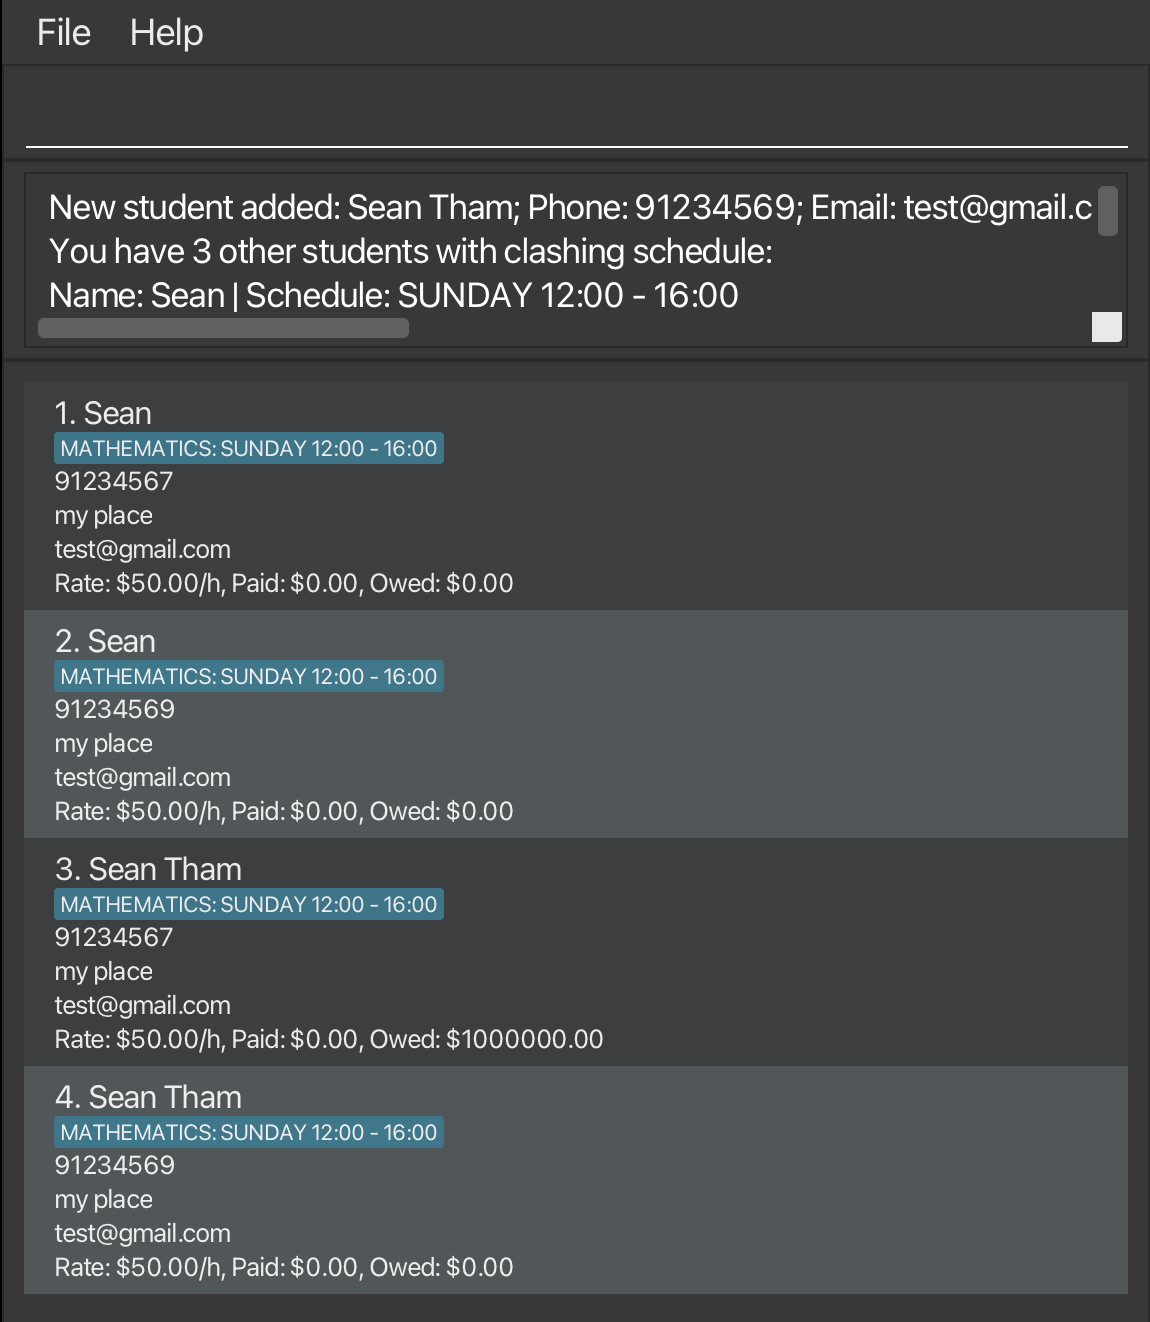 File Help
New student added: Sean Tham; Phone: 91234569; Email: test@gmail.c
You have 3 other students with clashing schedule:
Name: Sean | Schedule: SUNDAY 12:00 - 16:00
1. Sean
MATHEMATICS: SUNDAY 12:00 - 16:00
91234567
my place
test@gmail.com
Rate: $50.00/h, Paid: $0.00, Owed: $0.00
2. Sean
MATHEMATICS: SUNDAY 12:00 - 16:00
91234569
my place
test@gmail.com
Rate: $50.00/h, Paid: $0.00, Owed: $0.00
3. Sean Tham
MATHEMATICS: SUNDAY 12:00 - 16:00
91234567
my place
test@gmail.com
Rate: $50.00/h, Paid: $0.00, Owed: $1000000.00
4. Sean Tham
MATHEMATICS: SUNDAY 12:00 - 16:00
91234569
my place
test@gmail.com
Rate: $50.00/h, Paid: $0.00, Owed: $0.00